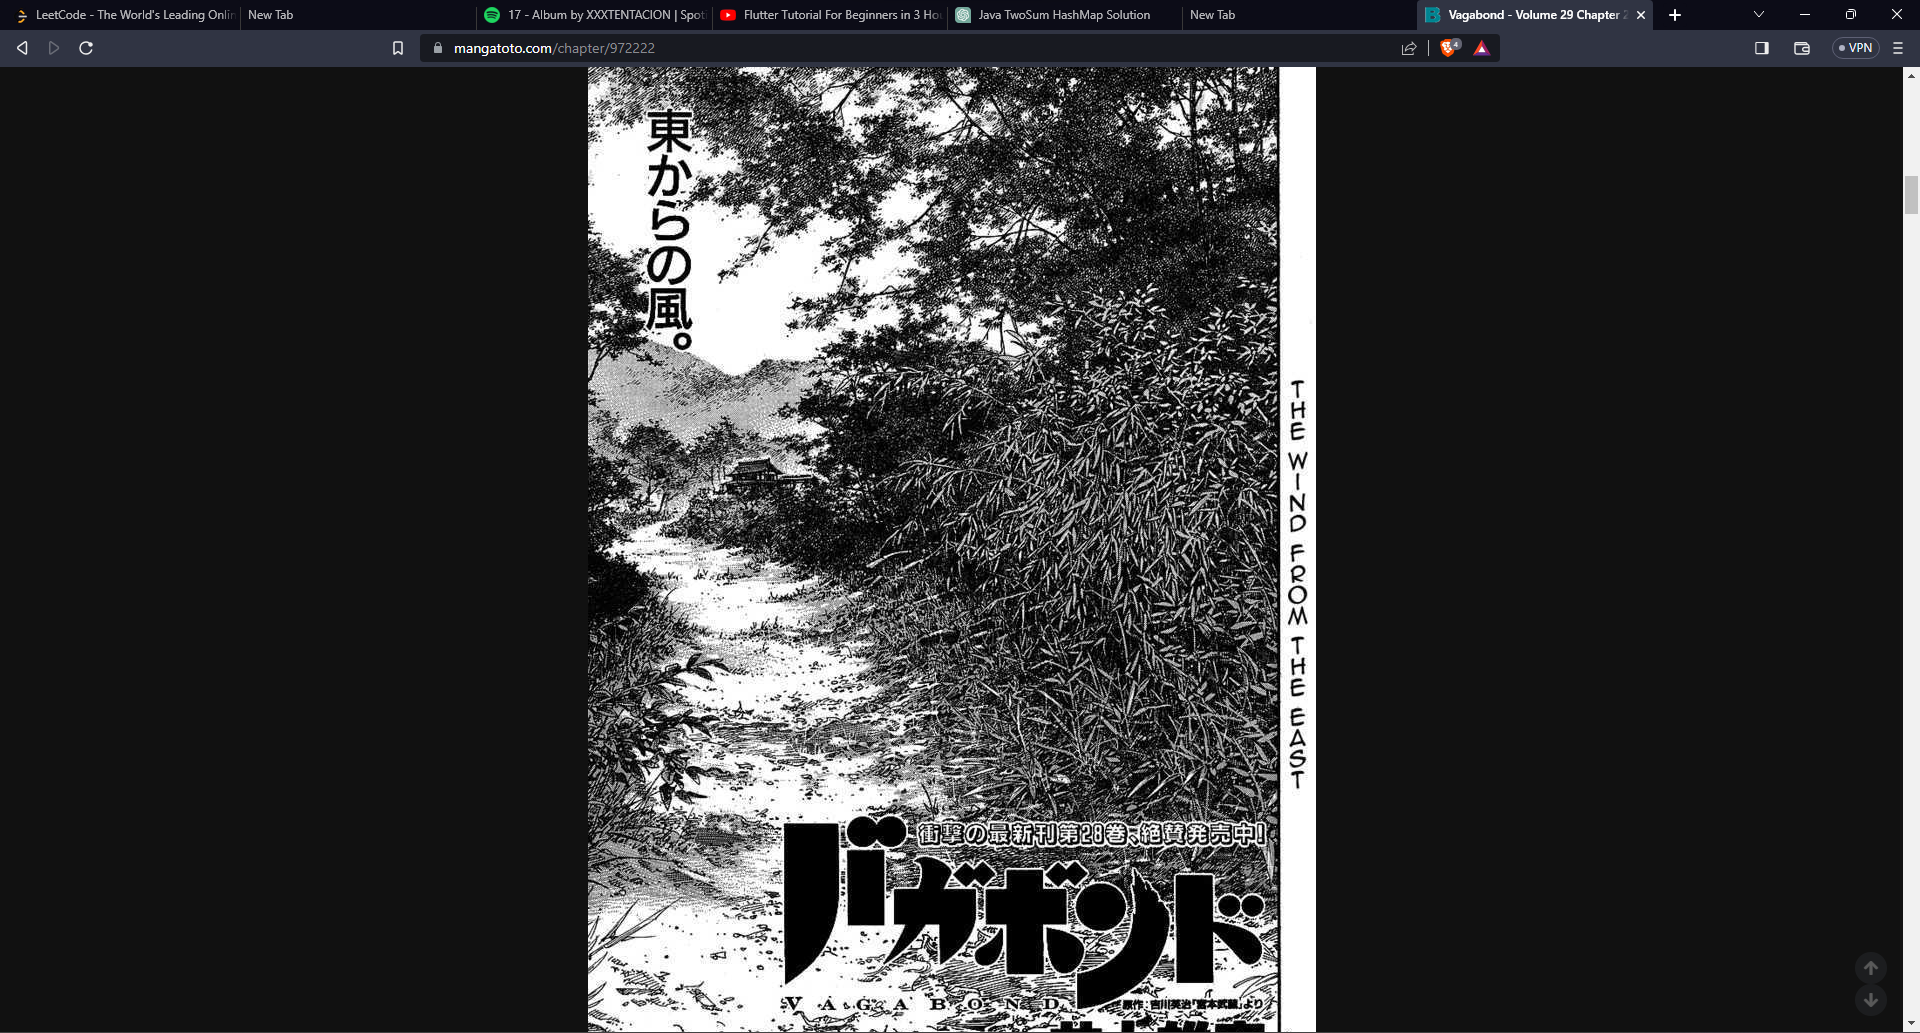 LeetCode - The World's Leading Onlin
New Tab
17 - Album by XXXTENTACION | Spot
Flutter Tutorial For Beginners in 3 Ho
Java TwoSum HashMap Solution
New Tab
Vagabond - Volume 29 Chapter 2
mangatoto.com/chapter/972222
4
VPN
東からの風。
THE WIND FROM THE EAST
衝撃の最新刊第28巻、絶賛発売中!
バガボンド
VAGABOND
原作：吉川英治「宮本武蔵」より